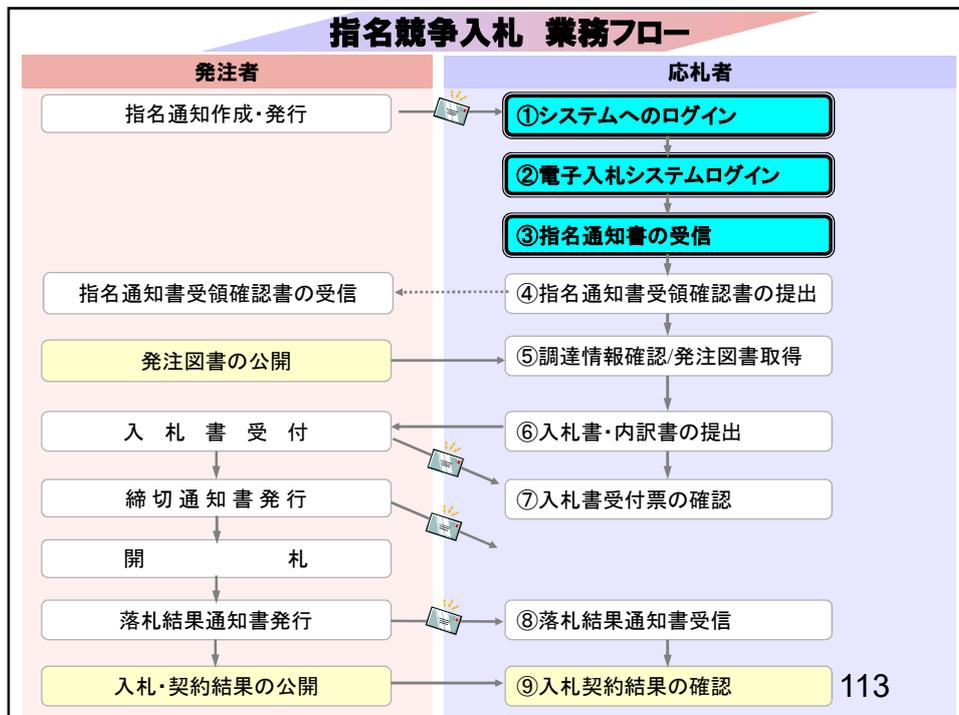 指名競争入札　業務フロー
発注者
応札者
指名通知作成・発行
①システムへのログイン
②電子入札システムログイン
③指名通知書の受信
指名通知書受領確認書の受信
④指名通知書受領確認書の提出
発注図書の公開
⑤調達情報確認/発注図書取得
入　札　書　受　付
⑥入札書・内訳書の提出
締 切 通 知 書 発 行
⑦入札書受付票の確認
開　　　　　　　札
落札結果通知書発行
⑧落札結果通知書受信
入札・契約結果の公開
⑨入札契約結果の確認
113